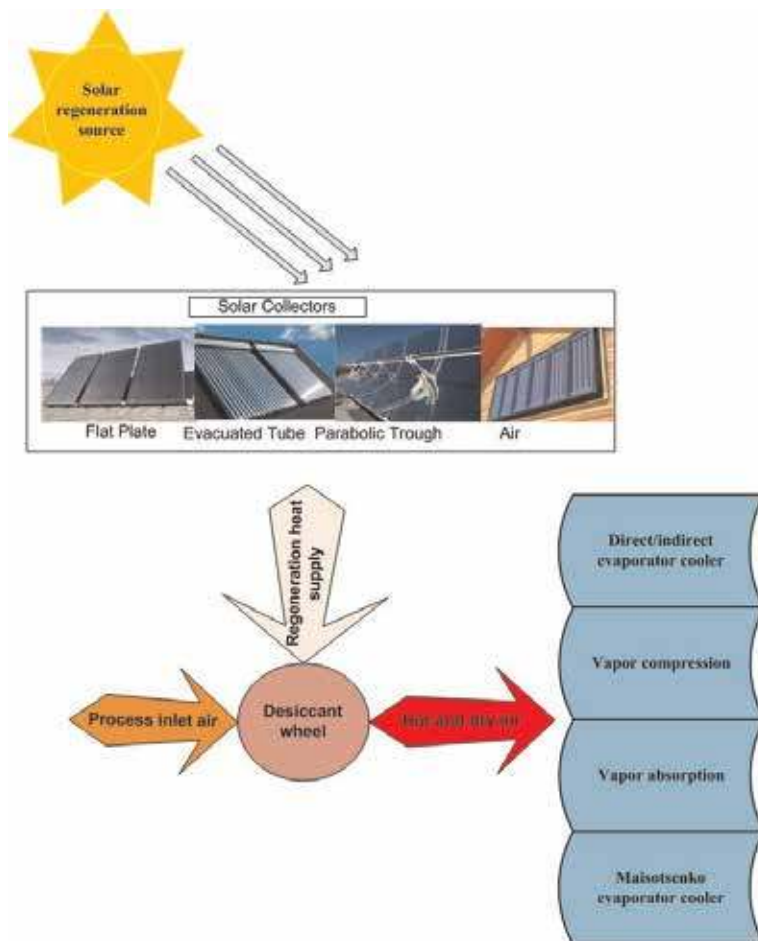 Solar
regeneration
source
Solar Collectors
Flat Plate
Evacuated Tube
Parabolic Trough
Air
Regeneration heat
supply
Process inlet air
Desiccant
wheel
Hot and dry air
Direct/indirect
evaporator cooler
Vapor compression
Vapor absorption
Maisotsenko
evaporator cooler